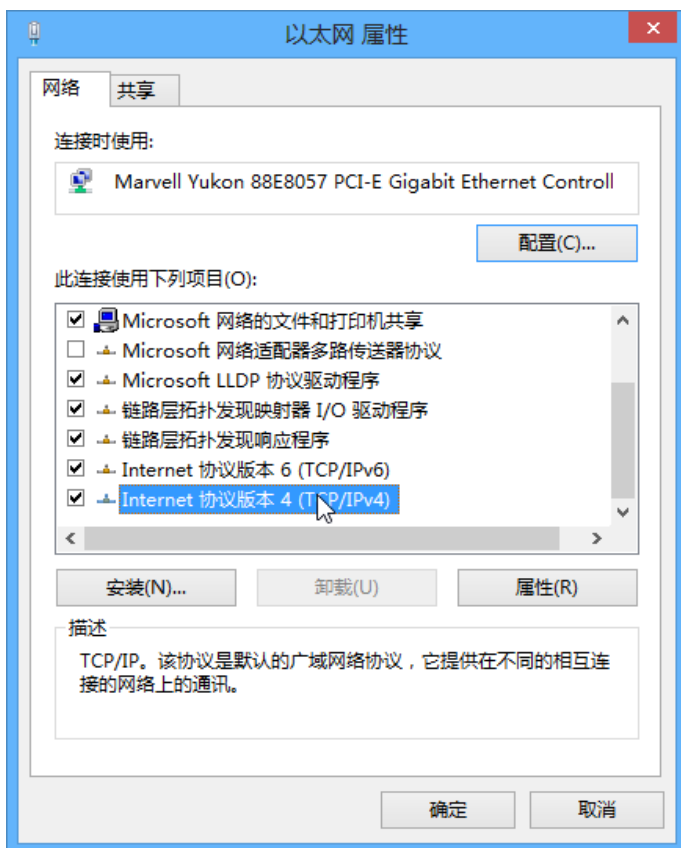 以太网 属性
网络
共享
连接时使用:
Marvell Yukon 88E8057 PCI-E Gigabit Ethernet Controll
配置(C)...
此连接使用下列项目(O):
Microsoft 网络的文件和打印机共享
Microsoft 网络适配器多路传送器协议
Microsoft LLDP 协议驱动程序
链路层拓扑发现映射器 I/O 驱动程序
链路层拓扑发现响应程序
Internet 协议版本 6 (TCP/IPv6)
Internet 协议版本 4 (TCP/IPv4)
安装(N)...
卸载(U)
属性(R)
描述
TCP/IP。该协议是默认的广域网络协议，它提供在不同的相互连
接的网络上的通讯。
确定
取消